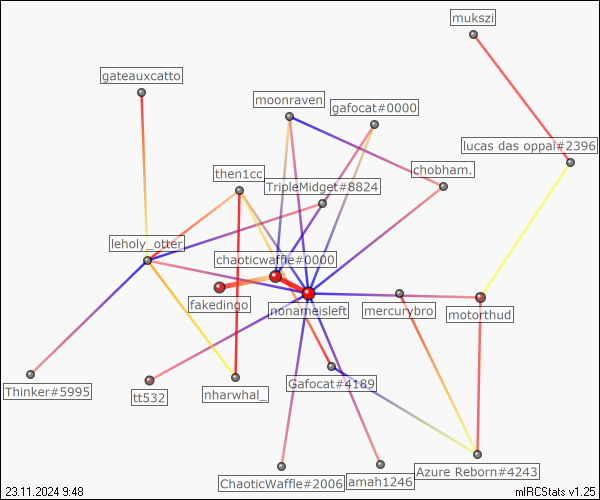 mukszi
gateauxcatto
moonraven
gafocat#0000
lucas das oppai#2396
chobham.
then1cc
TripleMidget#8824
leholy_otter
chaoticwaffle#0000
fakedingo
nonameisleft
mercurybro
motorthud
Gafocat#4189
Thinker#5995
tt532
nharwhal_
Azure Reborn#4243
ChaoticWaffle#2006
amah1246
23.11.2024 9:48
mIRCStats v1.25